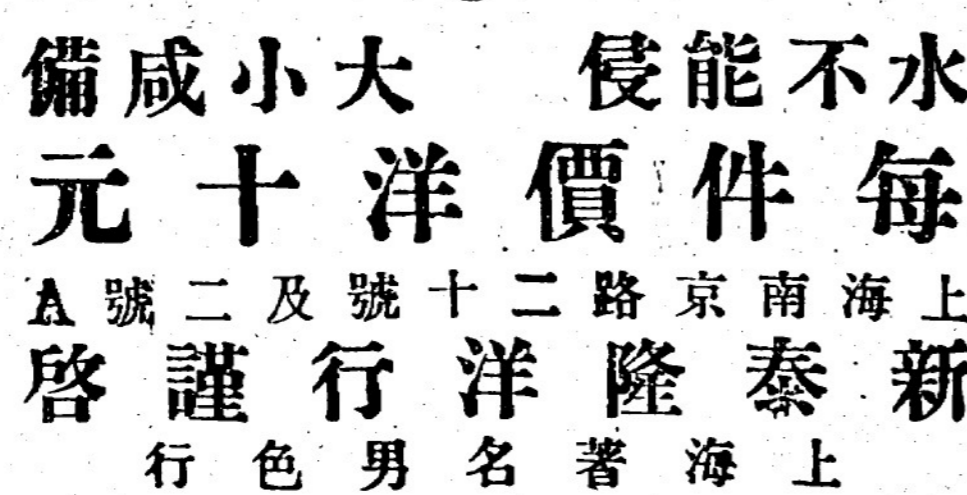 水不能侵　大小咸備
每件價洋十元
上海南京路二十號及二號A
新泰隆洋行謹啓
上海著名男色行